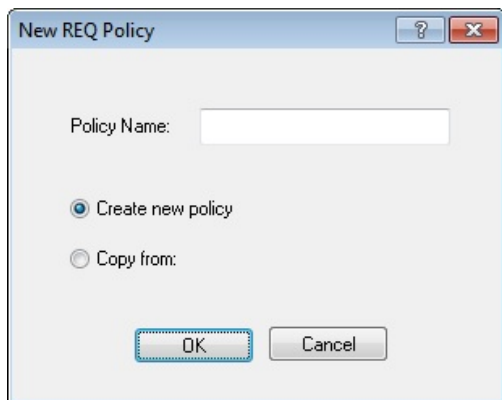 New REQ Policy
Policy Name:
Create new policy
Copy from:
OK Cancel